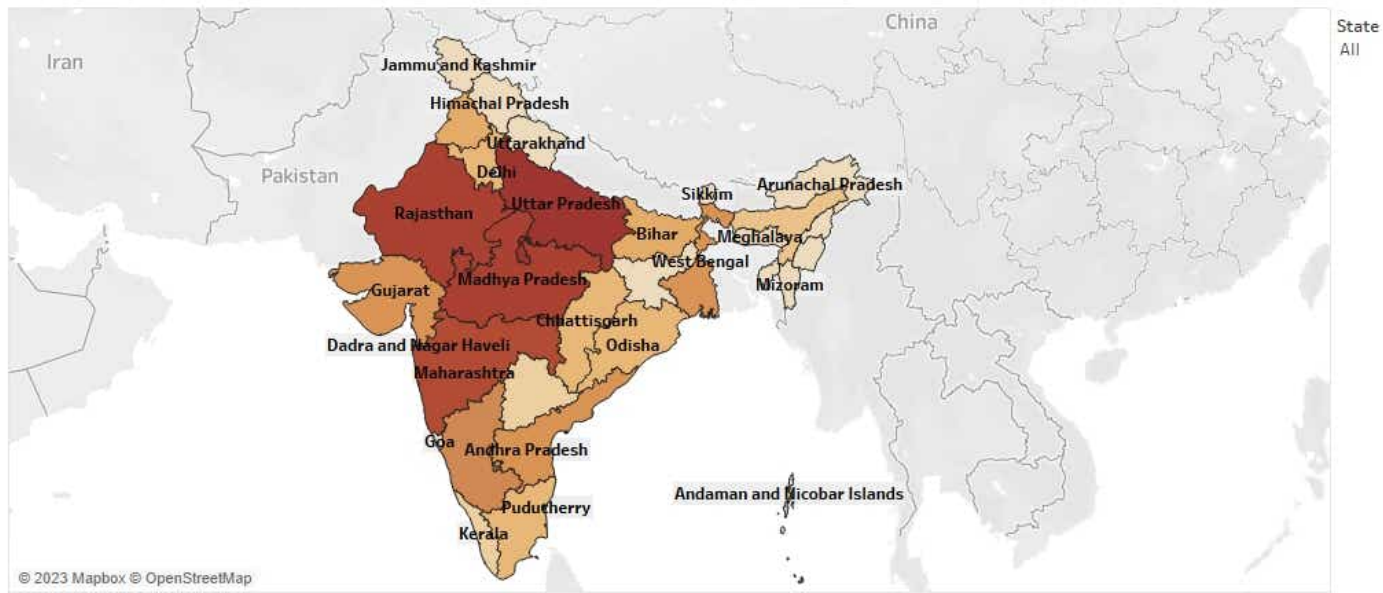 China
State
All
Iran
Jammu and Kashmir
Himachal Pradesh
Uttarakhand
Pakistan
Delhi
Sikkim
Arunachal Pradesh
Rajasthan
Uttar Pradesh
Bihar
Meghalaya
West Bengal
Madhya Pradesh
Mizoram
Gujarat
Chhattisgarh
Dadra and Nagar Haveli
Odisha
Maharashtra
Goa
Andhra Pradesh
Andaman and Nicobar Islands
Puducherry
Kerala
© 2023 Mapbox © OpenStreetMap